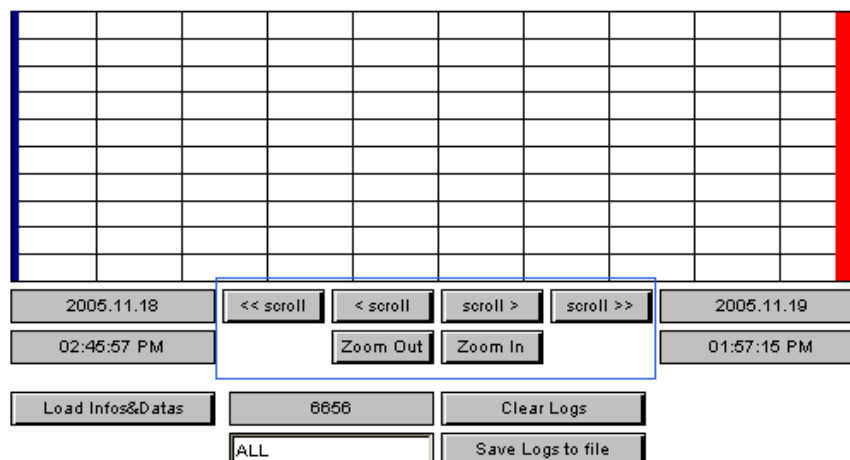 2005.11.18 << scroll < scroll scroll > scroll >> 2005.11.19
02:45:57 PM Zoom Out Zoom In 01:57:15 PM
Load Infos&Datas 6656 Clear Logs
ALL Save Logs to file